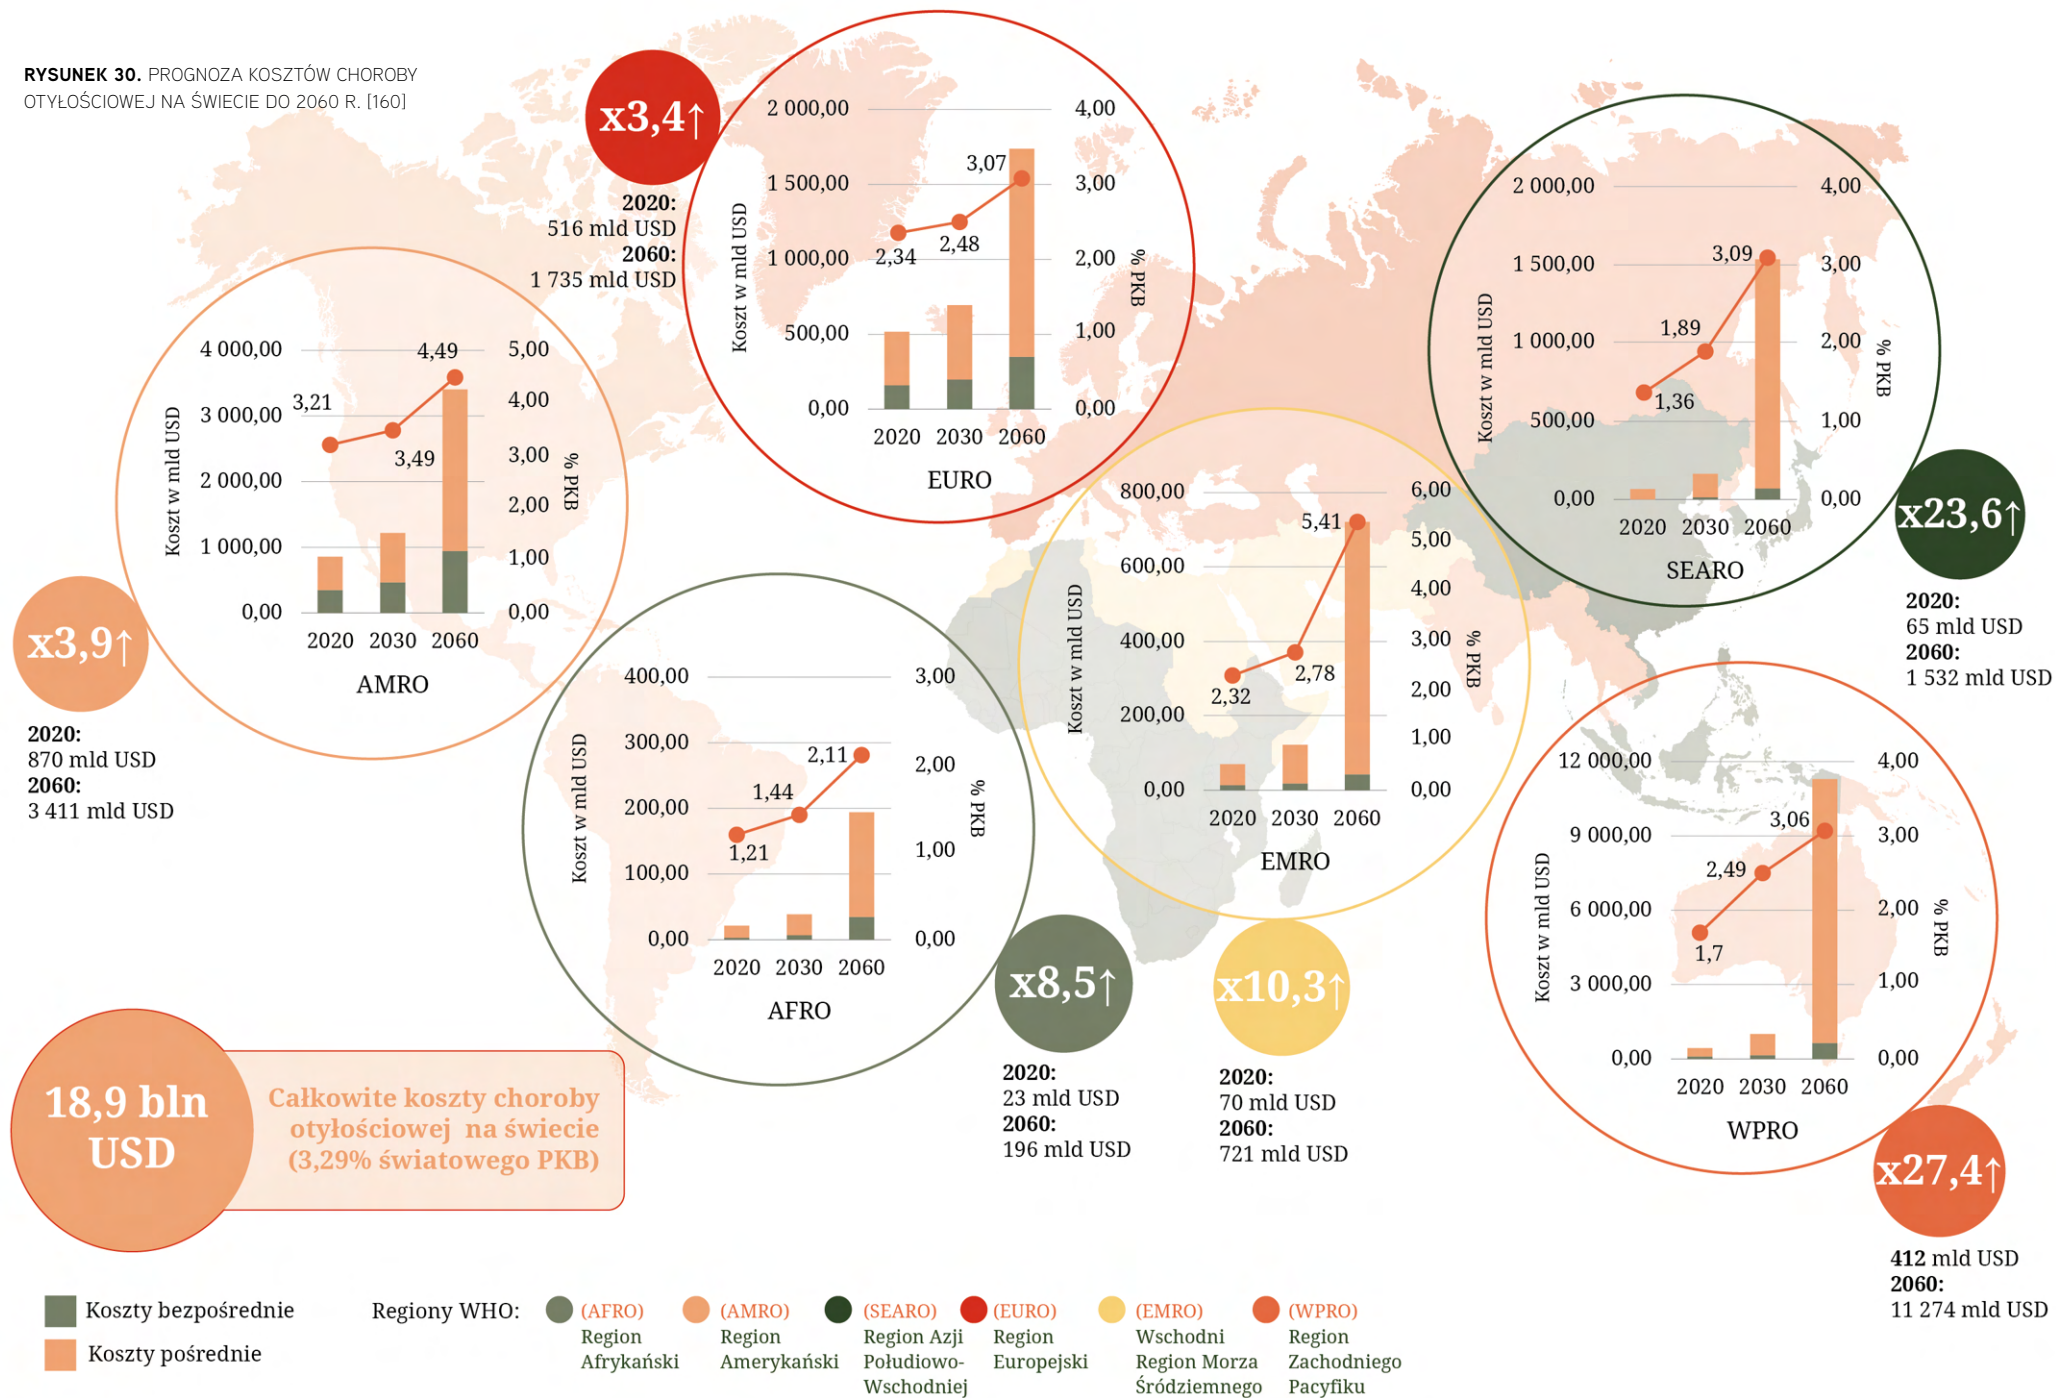 RYSUNEK 30. PROGNOZA KOSZTÓW CHOROBY
OTYŁOŚCIOWEJ NA ŚWIECIE DO 2060 R. [160]
x3,4↑
2020:
516 mld USD
2060:
1 735 mld USD
Koszt w mld USD
2 000,00
1 500,00
1 000,00
500,00
0,00
2,34
2,48
3,07
4,00
3,00
2,00
1,00
0,00
% PKB
2020 2030 2060
EURO
Koszt w mld USD
2 000,00
1 500,00
1 000,00
500,00
0,00
1,36
1,89
3,09
4,00
3,00
2,00
1,00
0,00
% PKB
2020 2030 2060
SEARO
x23,6↑
2020:
65 mld USD
2060:
1 532 mld USD
Koszt w mld USD
4 000,00
3 000,00
2 000,00
1 000,00
0,00
3,21
3,49
4,49
5,00
4,00
3,00
2,00
1,00
0,00
% PKB
2020 2030 2060
AMRO
x3,9↑
2020:
870 mld USD
2060:
3 411 mld USD
Koszt w mld USD
800,00
600,00
400,00
200,00
0,00
2,32
2,78
5,41
6,00
5,00
4,00
3,00
2,00
1,00
0,00
% PKB
2020 2030 2060
EMRO
x10,3↑
2020:
70 mld USD
2060:
721 mld USD
Koszt w mld USD
400,00
300,00
200,00
100,00
0,00
1,21
1,44
2,11
3,00
2,00
1,00
0,00
% PKB
2020 2030 2060
AFRO
x8,5↑
2020:
23 mld USD
2060:
196 mld USD
Koszt w mld USD
12 000,00
9 000,00
6 000,00
3 000,00
0,00
1,7
2,49
3,06
4,00
3,00
2,00
1,00
0,00
% PKB
2020 2030 2060
WPRO
x27,4↑
412 mld USD
2060:
11 274 mld USD
18,9 bln
USD
Całkowite koszty choroby
otyłościowej na świecie
(3,29% światowego PKB)
Koszty bezpośrednie
Koszty pośrednie
Regiony WHO:
(AFRO)
Region
Afrykański
(AMRO)
Region
Amerykański
(SEARO)
Region Azji
Połudiowo-
Wschodniej
(EURO)
Region
Europejski
(EMRO)
Wschodni
Region Morza
Śródziemnego
(WPRO)
Region
Zachodniego
Pacyfiku